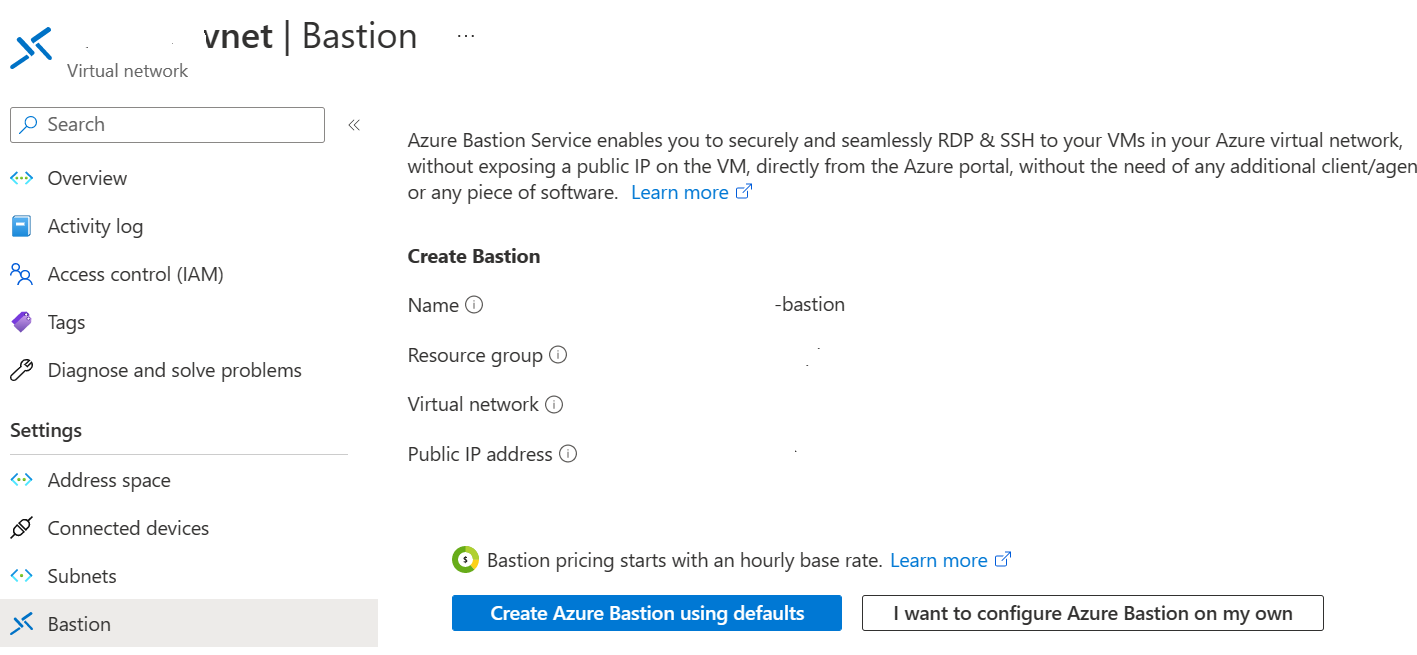 vnet | Bastion
...
Virtual network
Search
«
Overview
Activity log
Access control (IAM)
Tags
Diagnose and solve problems
Settings
Address space
Connected devices
Subnets
Bastion
Azure Bastion Service enables you to securely and seamlessly RDP & SSH to your VMs in your Azure virtual network,
without exposing a public IP on the VM, directly from the Azure portal, without the need of any additional client/agen
or any piece of software. Learn more
Create Bastion
Name
-bastion
Resource group
Virtual network
Public IP address
Bastion pricing starts with an hourly base rate. Learn more
Create Azure Bastion using defaults
I want to configure Azure Bastion on my own